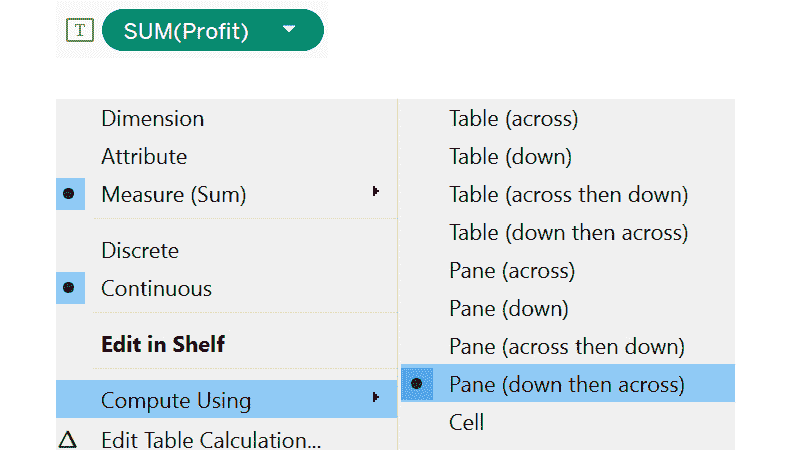 T SUM(Profit)
Dimension
Attribute
Measure (Sum)
Discrete
Continuous
Edit in Shelf
Compute Using
Δ Edit Table Calculation...
Table (across)
Table (down)
Table (across then down)
Table (down then across)
Pane (across)
Pane (down)
Pane (across then down)
Pane (down then across)
Cell